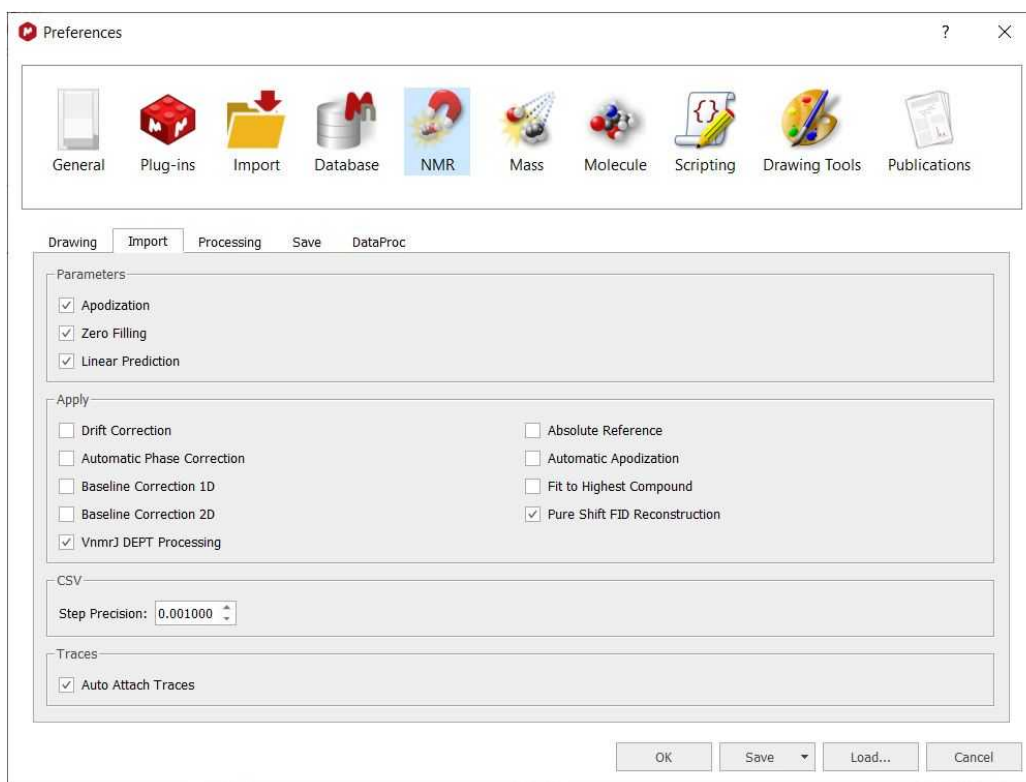 Preferences
?
General Plug-ins Import Database NMR Mass Molecule Scripting Drawing Tools Publications
Drawing Import Processing Save DataProc
Parameters
Apodization
Zero Filling
Linear Prediction
Apply
Drift Correction Absolute Reference
Automatic Phase Correction Automatic Apodization
Baseline Correction 1D Fit to Highest Compound
Baseline Correction 2D Pure Shift FID Reconstruction
VnmrJ DEPT Processing
CSV
Step Precision: 0.001000
Traces
Auto Attach Traces
OK Save Load... Cancel